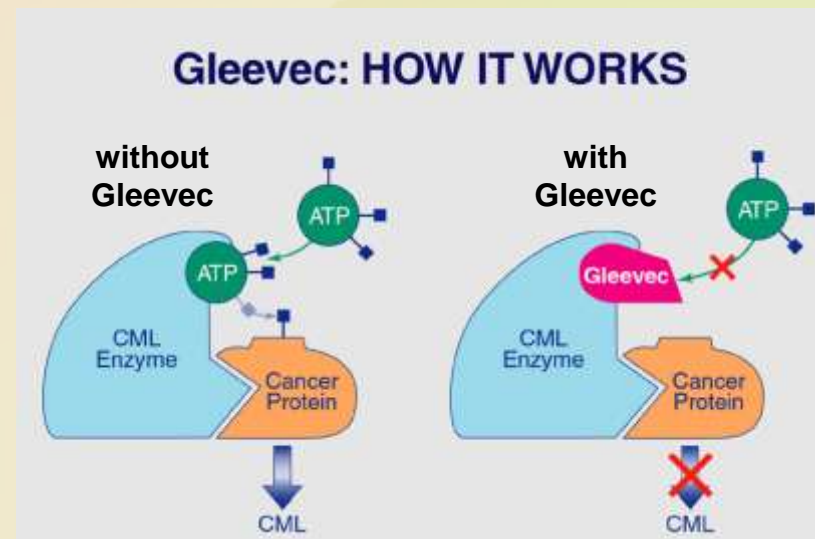 Gleevec: HOW IT WORKS
without
Gleevec
ATP
ATP
CML
Enzyme
Cancer
Protein
CML
with
Gleevec
ATP
Gleevec
CML
Enzyme
Cancer
Protein
CML